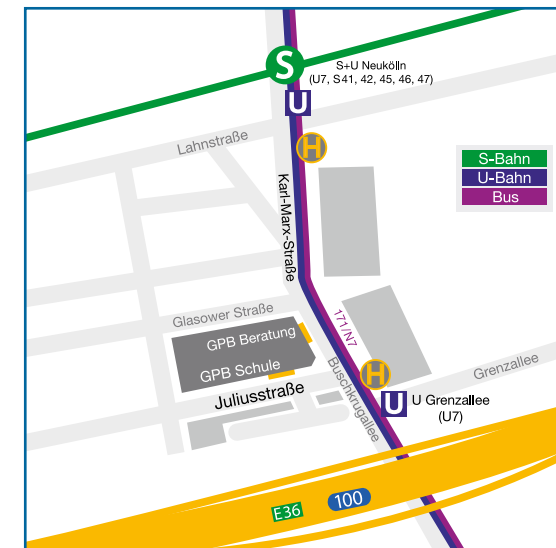 S
S+U Neukölln
(U7, S41, 42, 45, 46, 47)
U
Lahnstraße
H
S-Bahn
U-Bahn
Bus
Karl-Marx-Straße
Glasower Straße
171/N7
GPB Beratung
GPB Schule
Buschkrugallee
H
Grenzallee
Juliusstraße
U
U Grenzallee
(U7)
E36
100